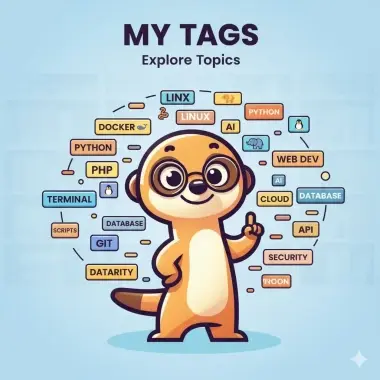 MY TAGS
Explore Topics
LINX
PYTHON
LINUX
DOCKER
AI
PYTHON
WEB DEV
PHP
AI
TERMINAL
CLOUD
DATABASE
DATABASE
SCRIPTS
API
GIT
SECURITY
DATARITY